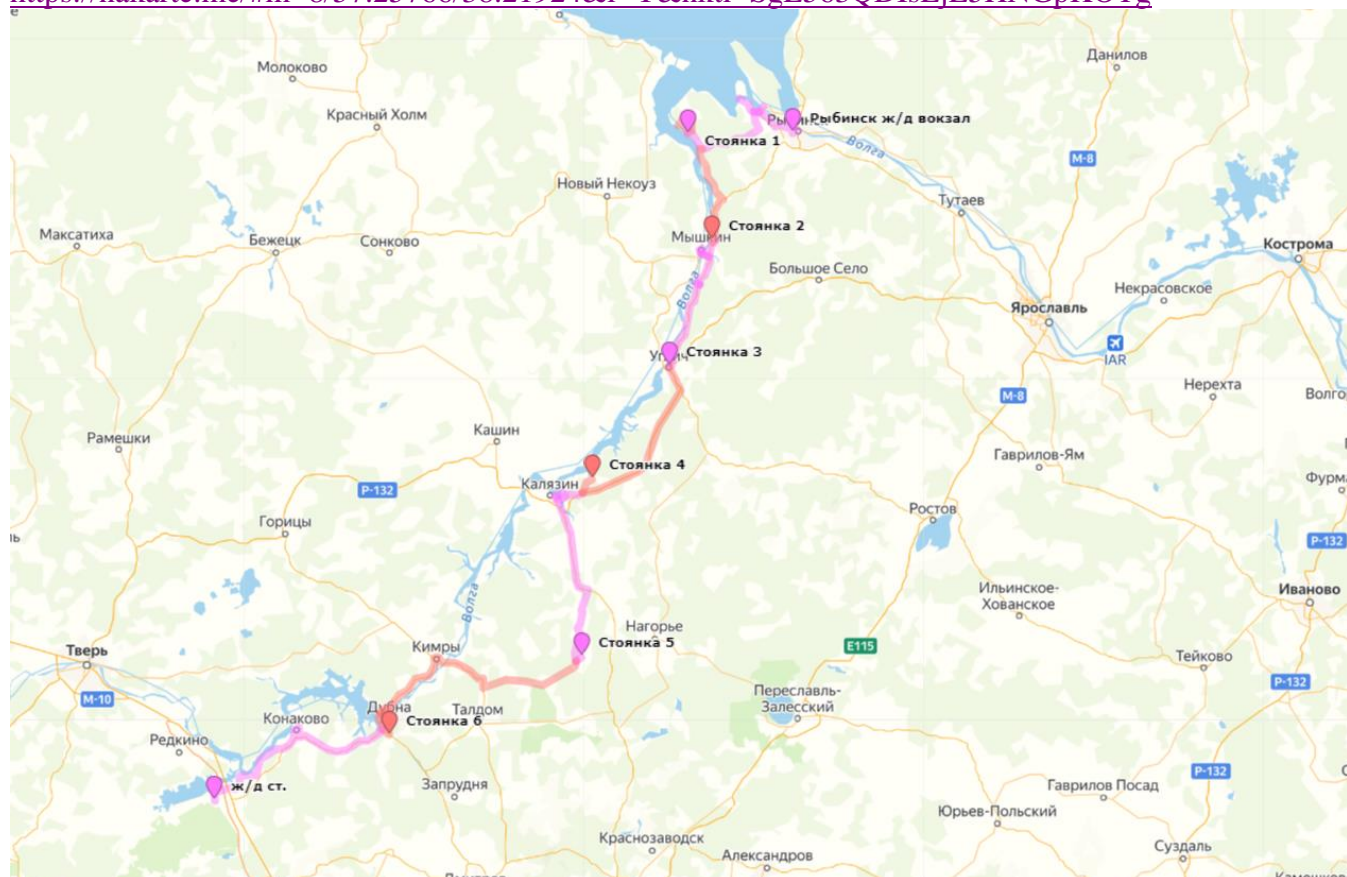 Данилов
Молоково
Красный Холм
Рыбинск ж/д вокзал
Стоянка 1
Волга
М-8
Новый Некоуз
Тутаев
Максатиха
Бежецк
Сонково
Стоянка 2
Мышкин
Кострома
Большое Село
Волга
Некрасовское
Ярославль
IAR
Стоянка 3
Нерехта
М-8
Рамешки
Кашин
Гаврилов-Ям
Стоянка 4
Калязин
Р-132
Ростов
Горицы
Р-132
Волга
Ильинское-
Хованское
Иваново
Нагорье
Стоянка 5
Кимры
Е115
Тверь
Тейково
Р-132
М-10
Переславль-
Залесский
Дубна
Талдом
Конаково
Стоянка 6
Редкино
ж/д ст.
Запрудня
Р-132
Гаврилов Посад
Юрьев-Польский
Краснозаводск
Александров
Суздаль